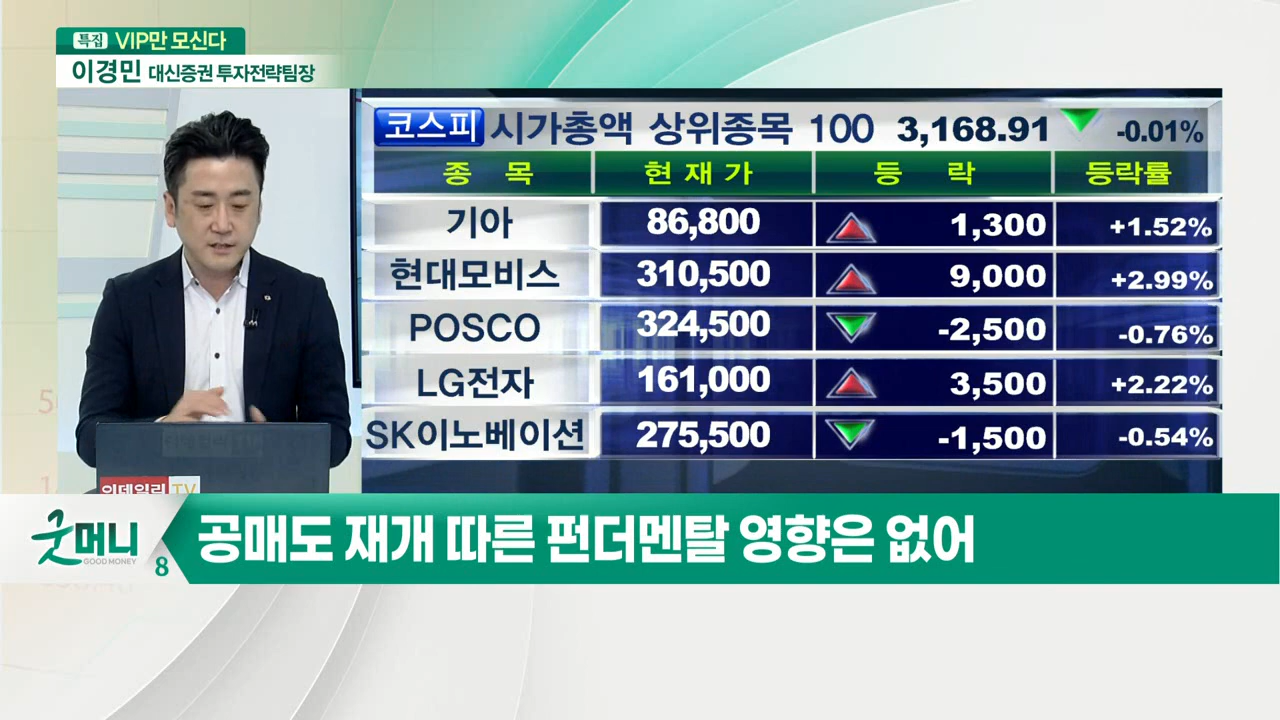 특집 VIP만 모신다
이경민 대신증권 투자전략팀장
코스피 시가총액 상위종목 100 3,168.91 -0.01%
종 목 현재가 등 락 등락률
기아 86,800 1,300 +1.52%
현대모비스 310,500 9,000 +2.99%
POSCO 324,500 -2,500 -0.76%
LG전자 161,000 3,500 +2.22%
SK이노베이션 275,500 -1,500 -0.54%
이데일리 TV
굿머니
GOOD MONEY
8
공매도 재개 따른 펀더멘탈 영향은 없어